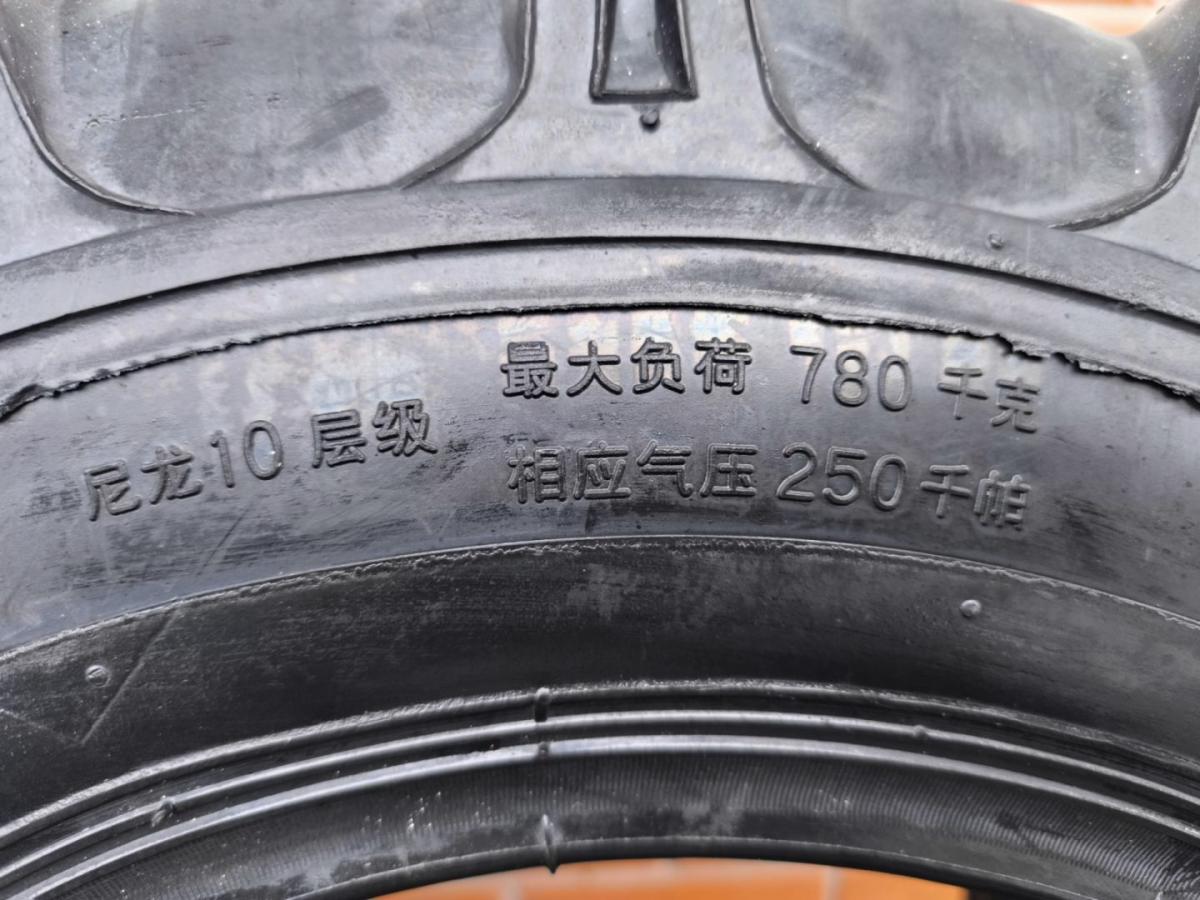 尼龙10层级
最大负荷 780 千克
相应气压 250 千帕